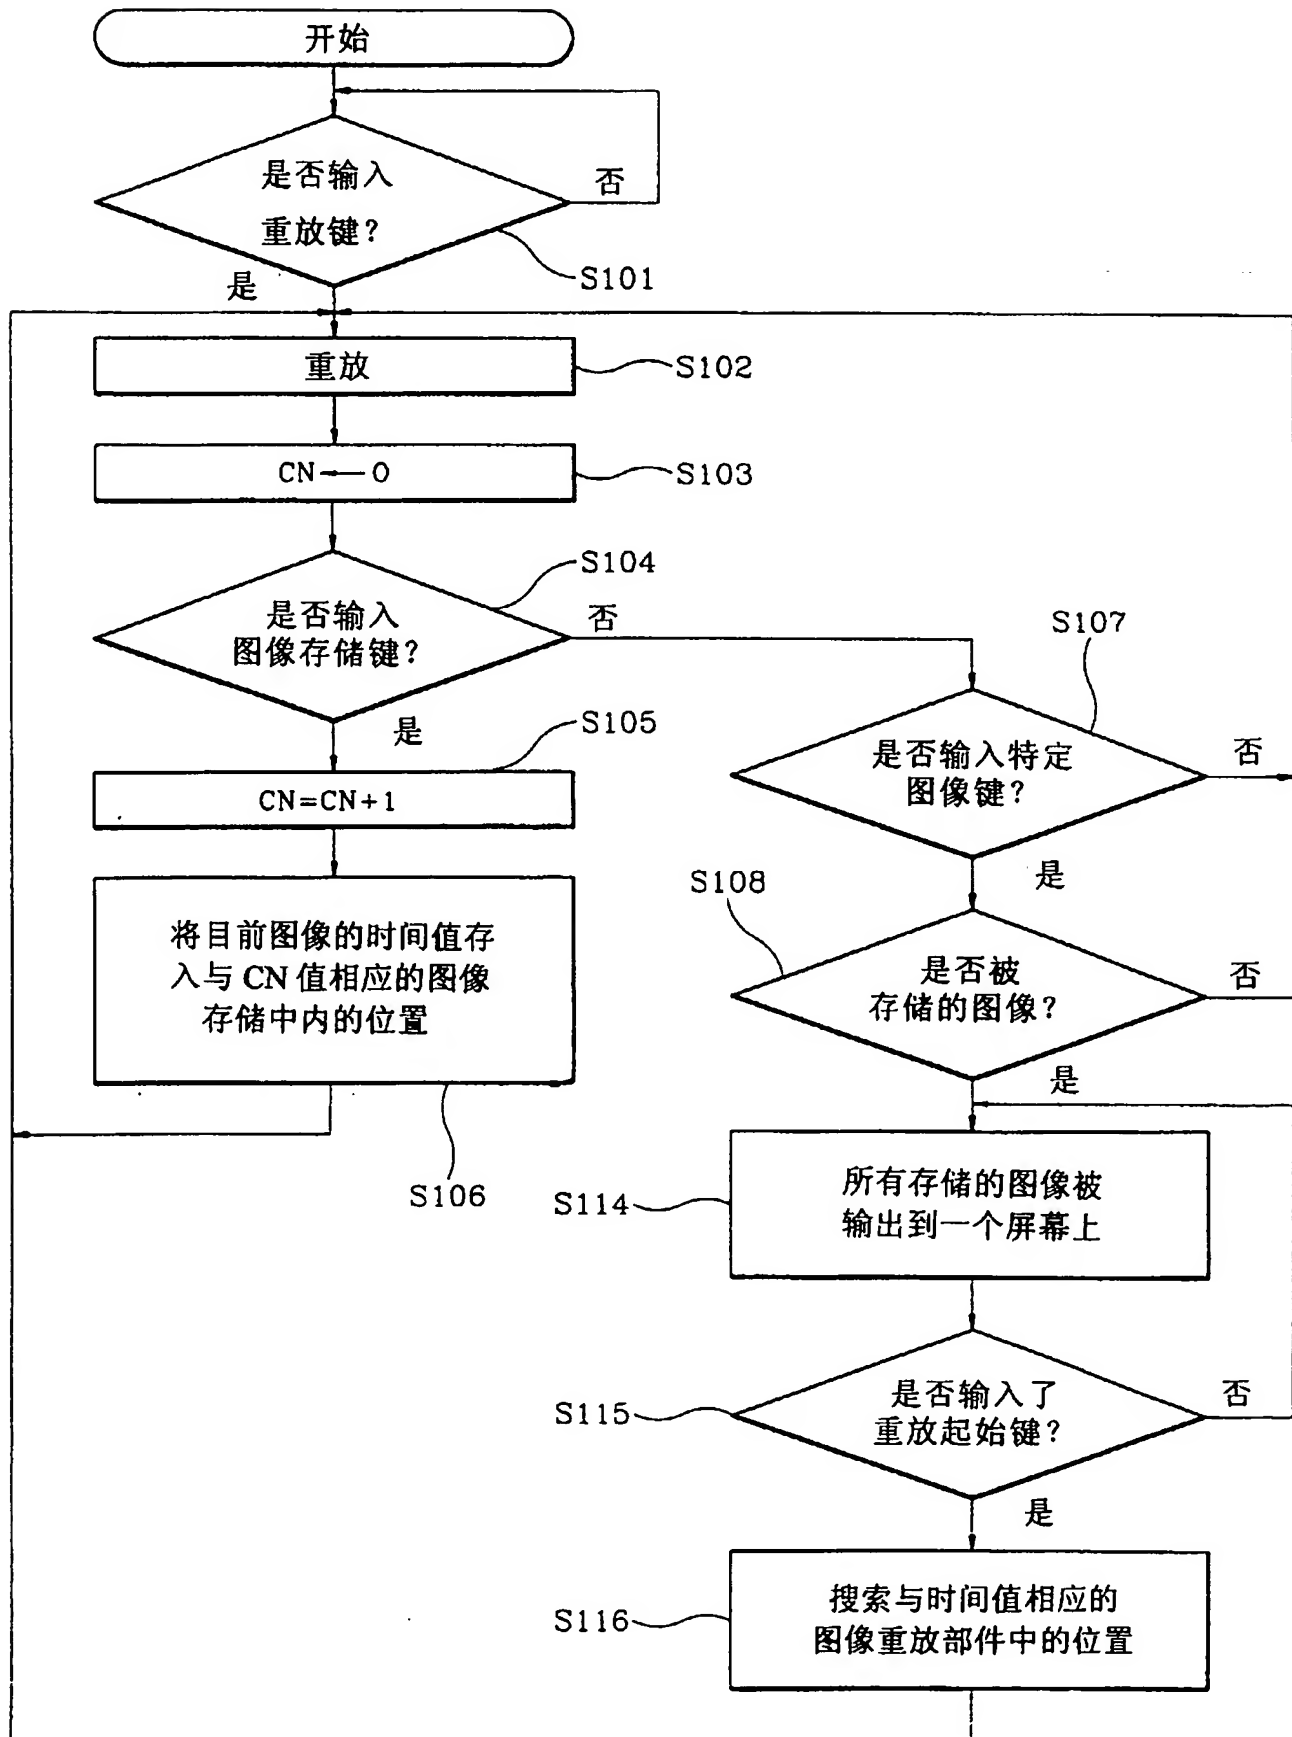 开始
是否输入
重放键?
否
S101
是
重放
S102
CN←0
S103
S104
是否输入
图像存储键?
否
是
S105
CN=CN+1
将目前图像的时间值存
入与CN值相应的图像
存储中内的位置
S106
S107
是否输入特定
图像键?
否
是
S108
是否被
存储的图像?
否
是
所有存储的图像被
输出到一个屏幕上
S114
是否输入了
重放起始键?
否
S115
是
搜索与时间值相应的
图像重放部件中的位置
S116